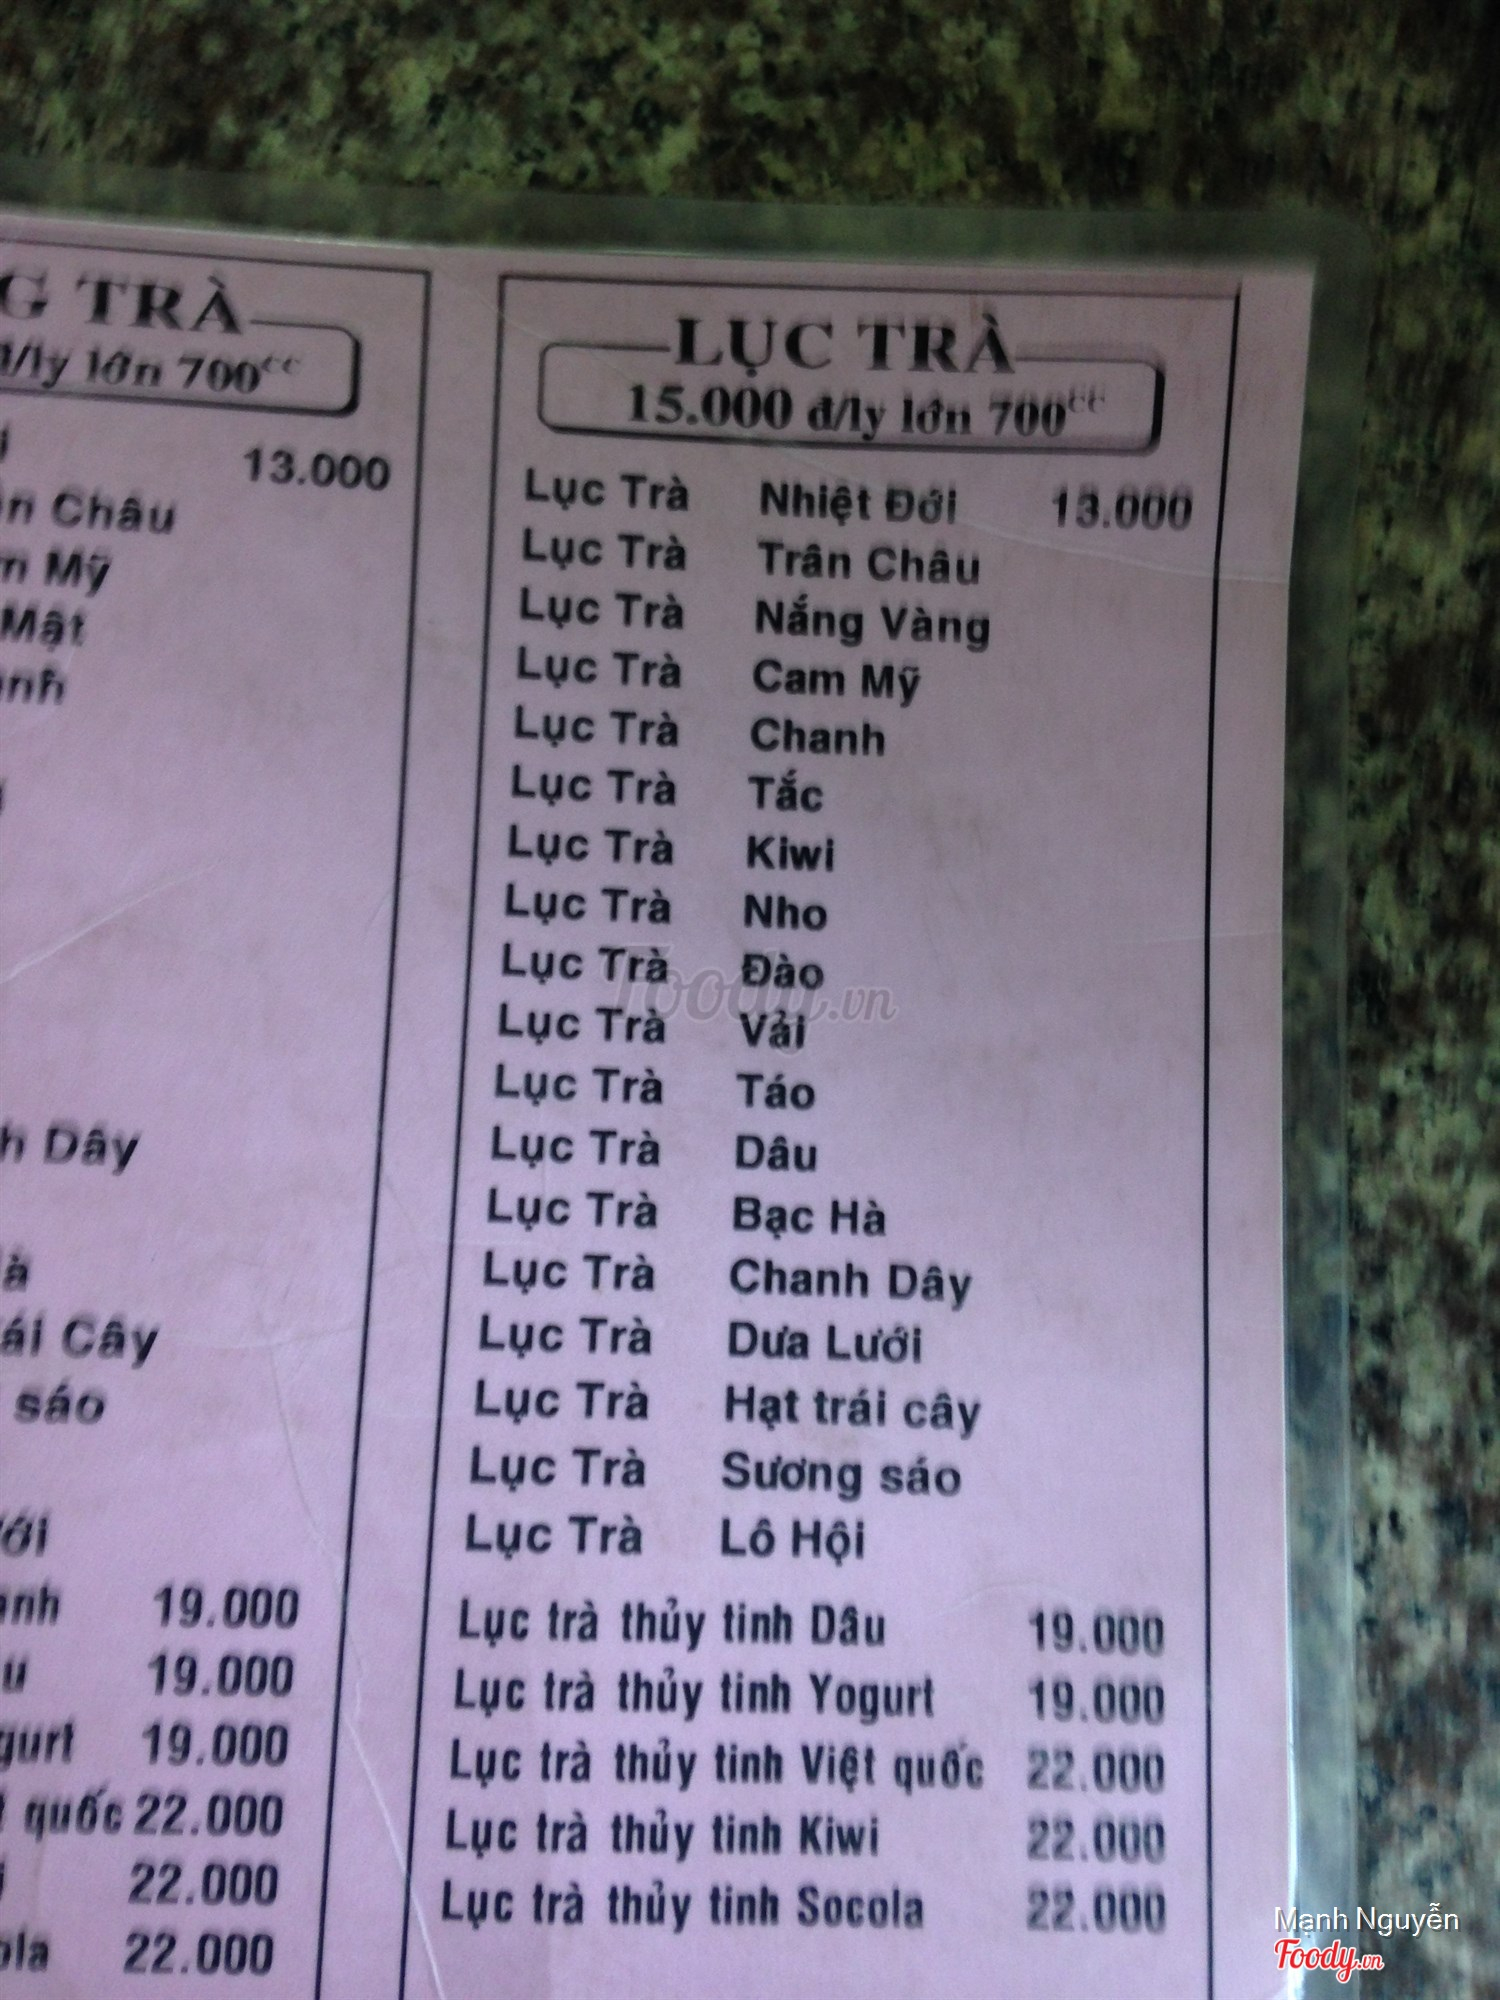 G TRÀ
đ/ly lớn 700cc
13.000
n Châu
m Mỹ
Mật
anh
h Dây
à
ái Cây
sáo
ưới
anh 19.000
u 19.000
gurt 19.000
t quốc 22.000
i 22.000
ola 22.000
LỤC TRÀ
15.000 đ/ly lớn 700cc
Lục Trà Nhiệt Đới 13.000
Lục Trà Trân Châu
Lục Trà Nắng Vàng
Lục Trà Cam Mỹ
Lục Trà Chanh
Lục Trà Tắc
Lục Trà Kiwi
Lục Trà Nho
Lục Trà Đào
Lục Trà Vải
Lục Trà Táo
Lục Trà Dâu
Lục Trà Bạc Hà
Lục Trà Chanh Dây
Lục Trà Dưa Lưới
Lục Trà Hạt trái cây
Lục Trà Sương sáo
Lục Trà Lô Hội
Lục trà thủy tinh Dâu 19.000
Lục trà thủy tinh Yogurt 19.000
Lục trà thủy tinh Việt quốc 22.000
Lục trà thủy tinh Kiwi 22.000
Lục trà thủy tinh Socola 22.000
Foody.vn
Mạnh Nguyễn
Foody.vn